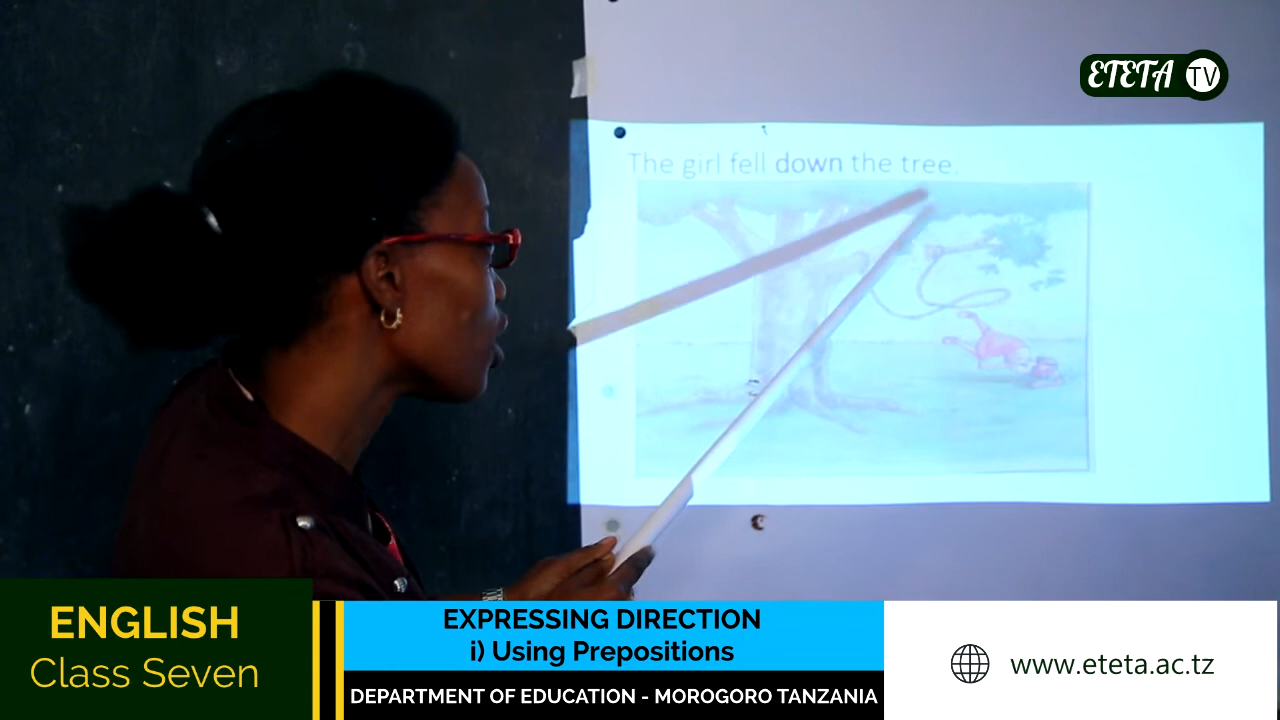 ETETA TV
The girl fell down the tree.
ENGLISH
Class Seven
EXPRESSING DIRECTION
i) Using Prepositions
DEPARTMENT OF EDUCATION - MOROGORO TANZANIA
www.eteta.ac.tz